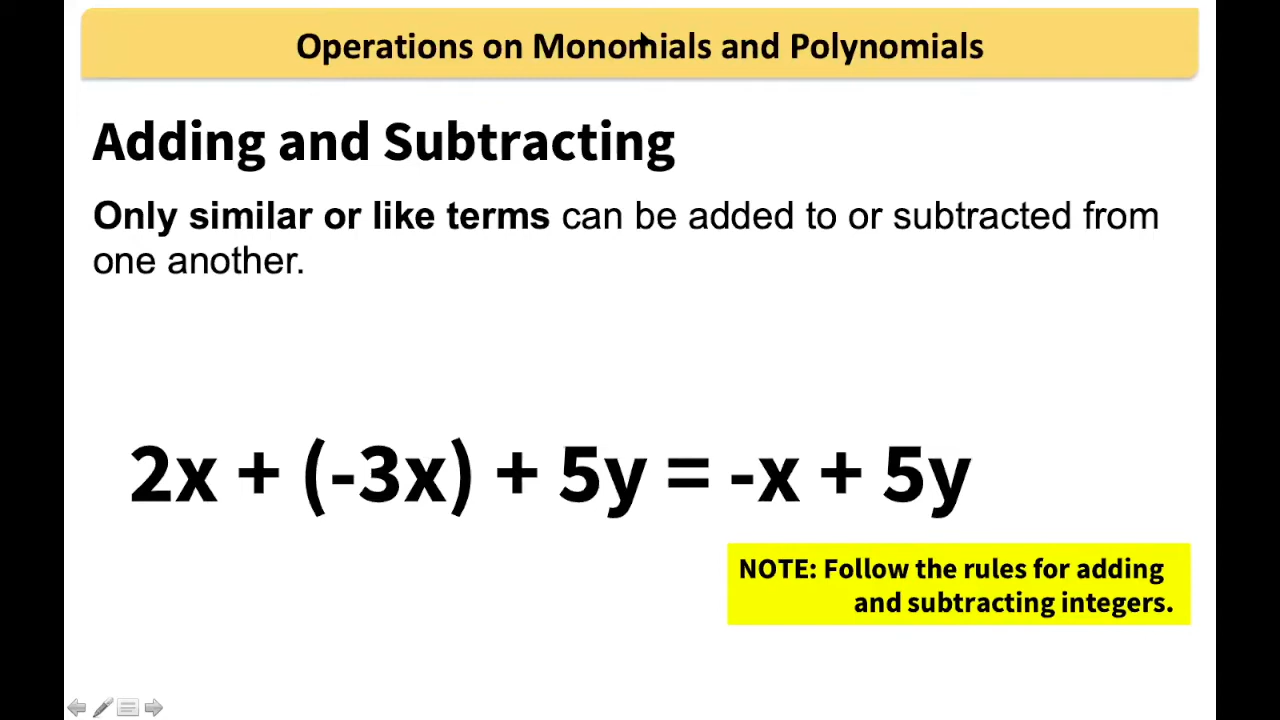 Operations on Monomials and Polynomials
Adding and Subtracting
Only similar or like terms can be added to or subtracted from
one another.
2x + (-3x) + 5y = -x + 5y
NOTE: Follow the rules for adding
and subtracting integers.